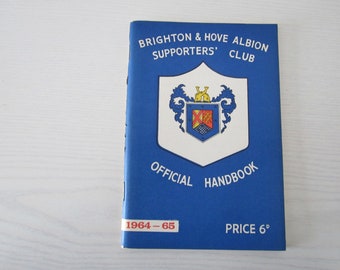 BRIGHTON & HOVE ALBION
SUPPORTERS' CLUB
OFFICIAL HANDBOOK
1964-65
PRICE 6ᴰ